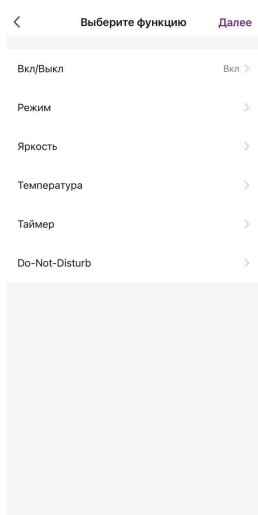 Выберите функцию Далее
Вкл/Выкл Вкл
Режим
Яркость
Температура
Таймер
Do-Not-Disturb